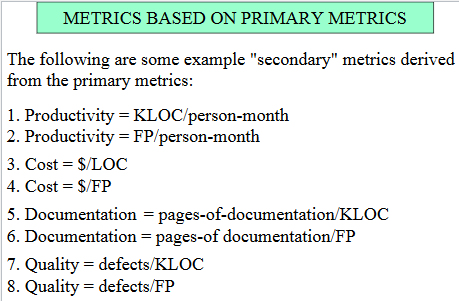 METRICS BASED ON PRIMARY METRICS
The following are some example "secondary" metrics derived
from the primary metrics:
1. Productivity = KLOC/person-month
2. Productivity = FP/person-month
3. Cost = $/LOC
4. Cost = $/FP
5. Documentation = pages-of-documentation/KLOC
6. Documentation = pages-of documentation/FP
7. Quality = defects/KLOC
8. Quality = defects/FP